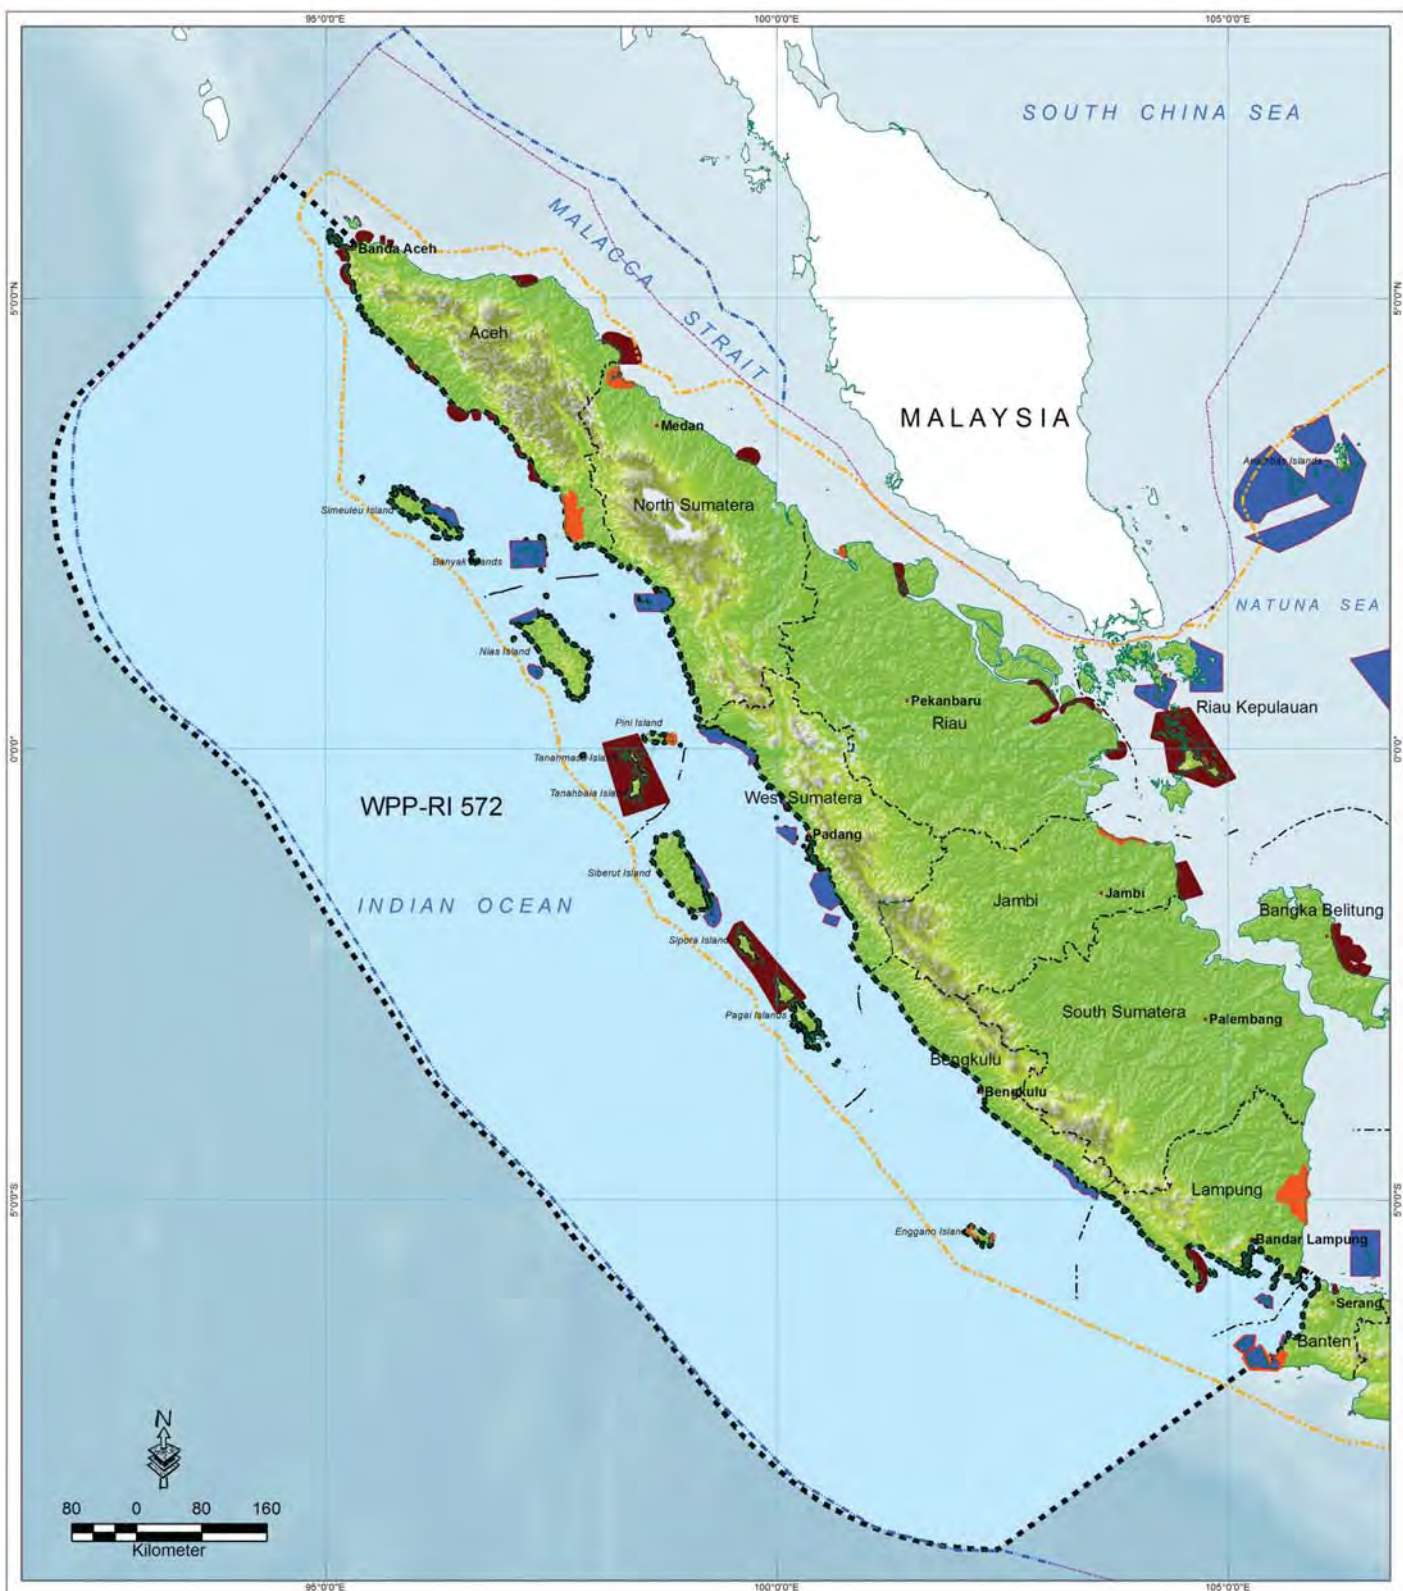 95°0'0"E
100°0'0"E
105°0'0"E
SOUTH CHINA SEA
MALACCA
STRAIT
Banda Aceh
5°0'0"N
5°0'0"N
Aceh
MALAYSIA
Medan
Anambas Islands
North Sumatera
Simeuleu Island
Banyak Islands
NATUNA SEA
Nias Island
Pekanbaru
Riau
Riau Kepulauan
Pini Island
0°0'0"
0°0'0"
Tanahmasa Island
Tanahbala Island
WPP-RI 572
West Sumatera
Padang
Siberut Island
INDIAN OCEAN
Jambi
Jambi
Bangka Belitung
Sipora Island
Pagai Islands
South Sumatera
Palembang
Bengkulu
Bengkulu
Lampung
5°0'0"S
5°0'0"S
Enggano Island
Bandar Lampung
Serang
Banten
N
80 0 80 160
Kilometer
95°0'0"E
100°0'0"E
105°0'0"E